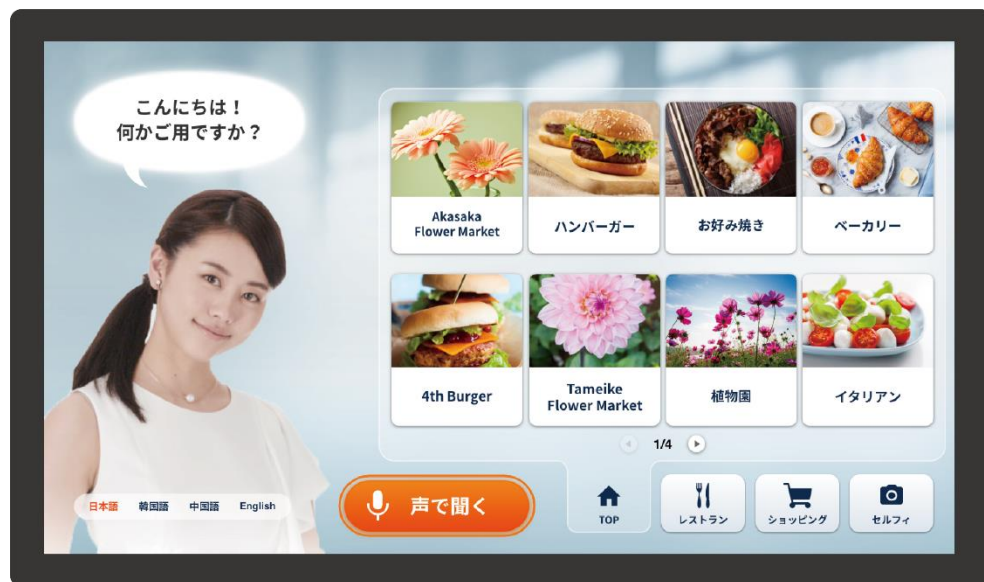 こんにちは！
何かご用ですか？
Akasaka
Flower Market
ハンバーガー
お好み焼き
ベーカリー
4th Burger
Tameike
Flower Market
植物園
イタリアン
1/4
日本語 韓国語 中国語 English
声で聞く
TOP
レストラン
ショッピング
セルフィ